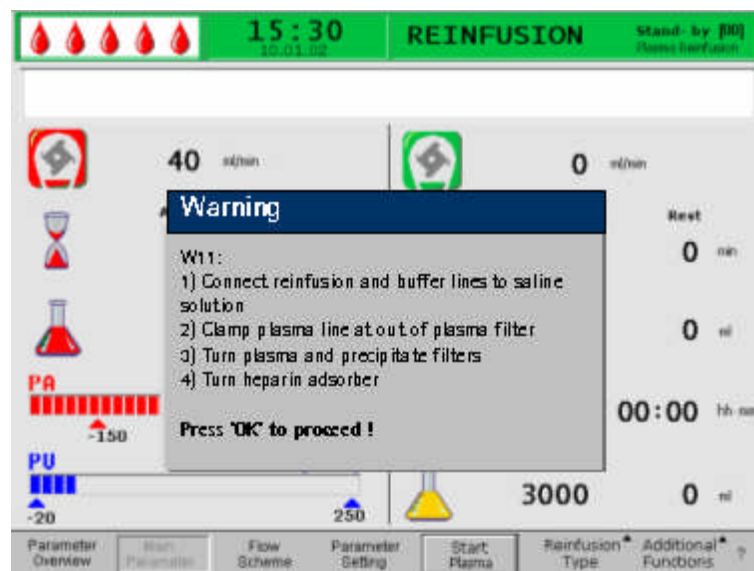 15:30 REINFUSION Stand-by [00]
10.01.02 Plasma Reinfusion
40 ml/min 0 ml/min
Warning
Rest
W11:
0 min
1) Connect reinfusion and buffer lines to saline
solution
2) Clamp plasma line at out of plasma filter
0 ml
3) Turn plasma and precipitate filters
4) Turn heparin adsorber
PA
00:00
-150
Press "OK" to proceed !
PV
3000 0 ml
-20 250
Parameter Overview
Main Parameter
Flow Scheme
Parameter Setting
Start Plasma
Reinfusion Type
Additional Functions
?